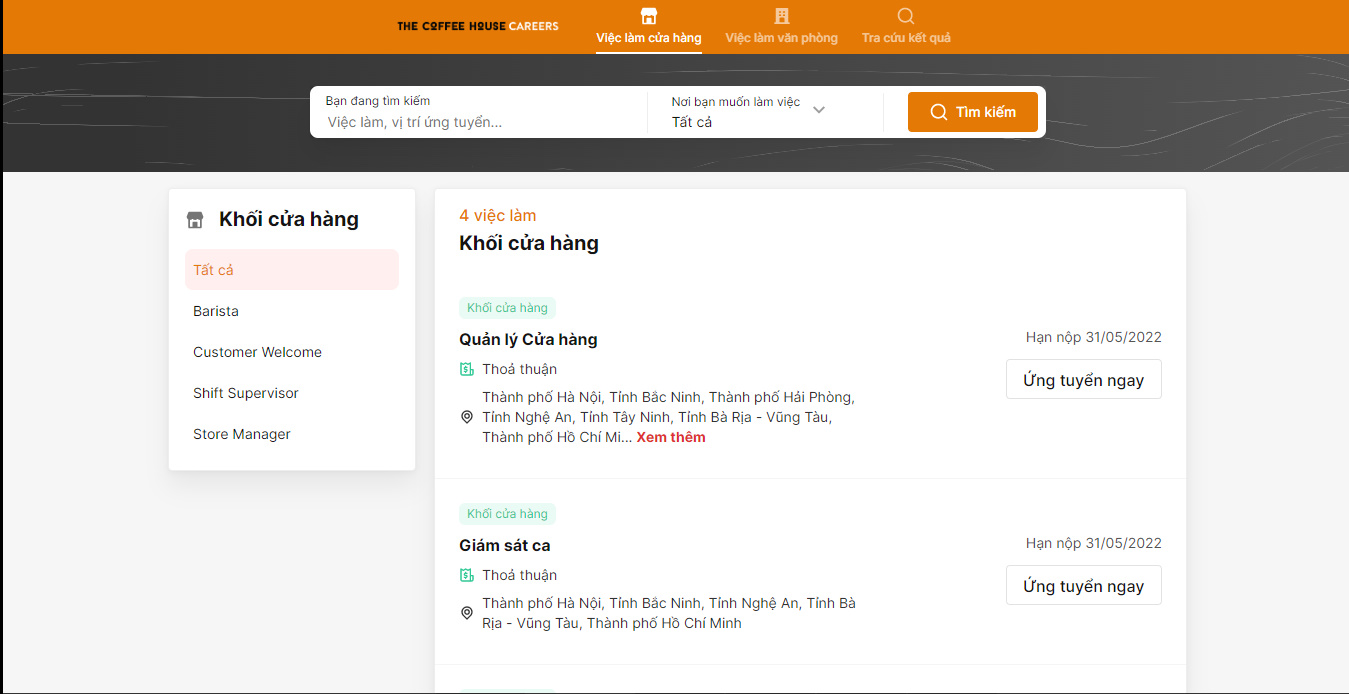 THE COFFEE HOUSE CAREERS
Việc làm cửa hàng
Việc làm văn phòng
Tra cứu kết quả
Bạn đang tìm kiếm
Việc làm, vị trí ứng tuyển...
Nơi bạn muốn làm việc
Tất cả
Tìm kiếm
Khối cửa hàng
Tất cả
Barista
Customer Welcome
Shift Supervisor
Store Manager
4 việc làm
Khối cửa hàng
Khối cửa hàng
Quản lý Cửa hàng
Thoả thuận
Thành phố Hà Nội, Tỉnh Bắc Ninh, Thành phố Hải Phòng,
Tỉnh Nghệ An, Tỉnh Tây Ninh, Tỉnh Bà Rịa - Vũng Tàu,
Thành phố Hồ Chí Mi... Xem thêm
Hạn nộp 31/05/2022
Ứng tuyển ngay
Khối cửa hàng
Giám sát ca
Thoả thuận
Thành phố Hà Nội, Tỉnh Bắc Ninh, Tỉnh Nghệ An, Tỉnh Bà
Rịa - Vũng Tàu, Thành phố Hồ Chí Minh
Hạn nộp 31/05/2022
Ứng tuyển ngay